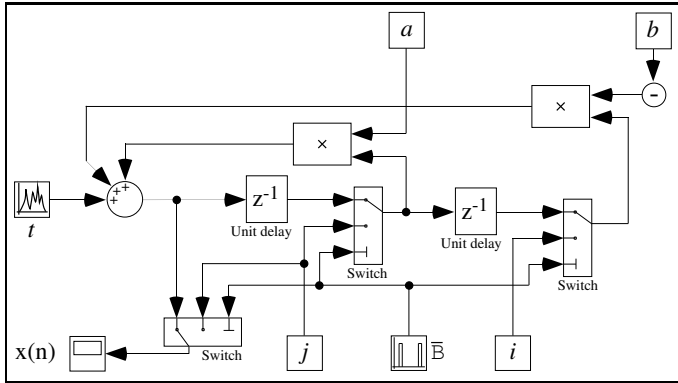 a
b
-
×
×
+
+
+
t
z-1
Unit delay
Switch
z-1
Unit delay
Switch
x(n)
Switch
j
B̅
i